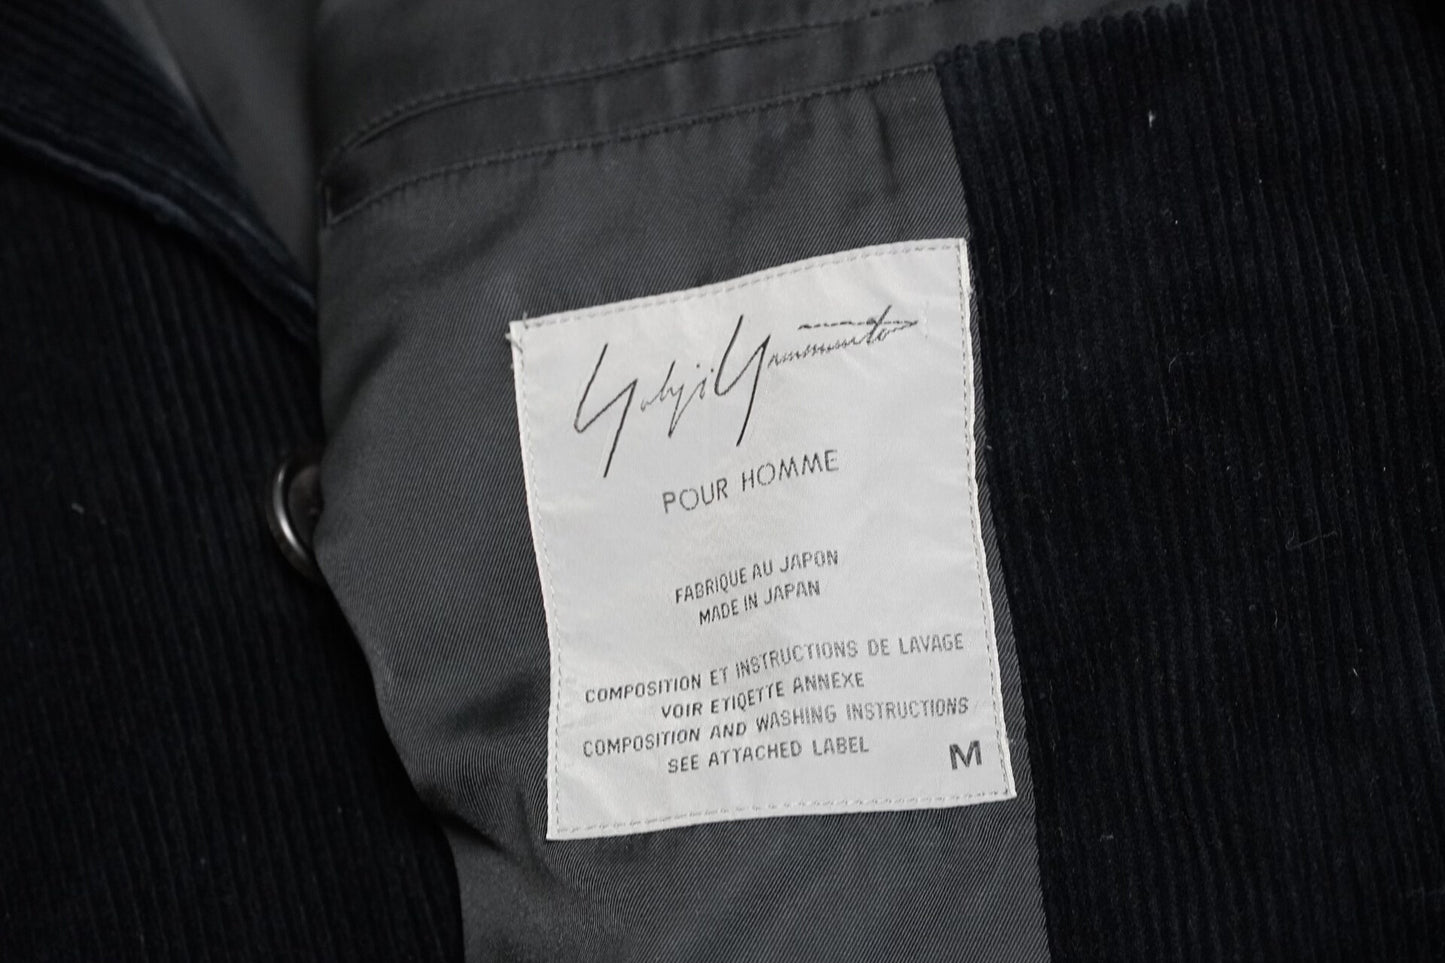 Yohji Yamamoto
POUR HOMME
FABRIQUE AU JAPON
MADE IN JAPAN
COMPOSITION ET INSTRUCTIONS DE LAVAGE
VOIR ETIQETTE ANNEXE
COMPOSITION AND WASHING INSTRUCTIONS
SEE ATTACHED LABEL
M